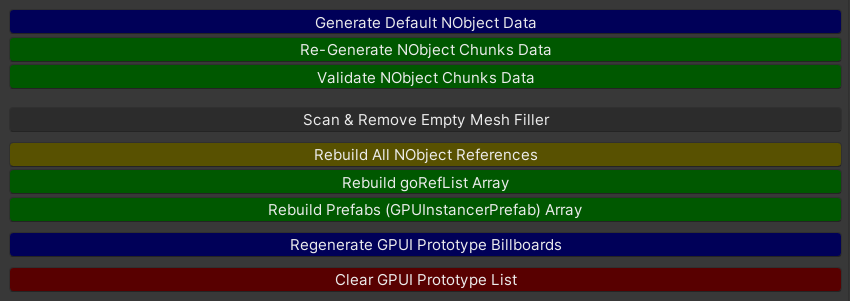 Generate Default NObject Data
Re-Generate NObject Chunks Data
Validate NObject Chunks Data
Scan & Remove Empty Mesh Filler
Rebuild All NObject References
Rebuild goRefList Array
Rebuild Prefabs (GPUInstancerPrefab) Array
Regenerate GPUI Prototype Billboards
Clear GPUI Prototype List